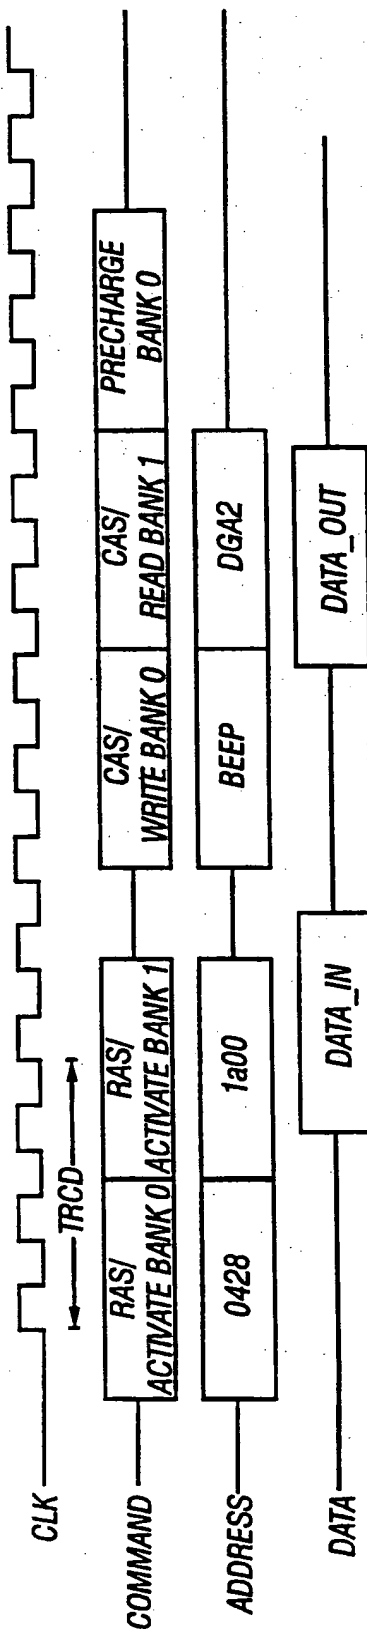 CLK
TRCD
COMMAND
RAS/
ACTIVATE BANK 0
RAS/
ACTIVATE BANK 1
CAS/
WRITE BANK 0
CAS/
READ BANK 1
PRECHARGE
BANK 0
ADDRESS
0428
1a00
BEEP
DGA2
DATA
DATA_IN
DATA_OUT